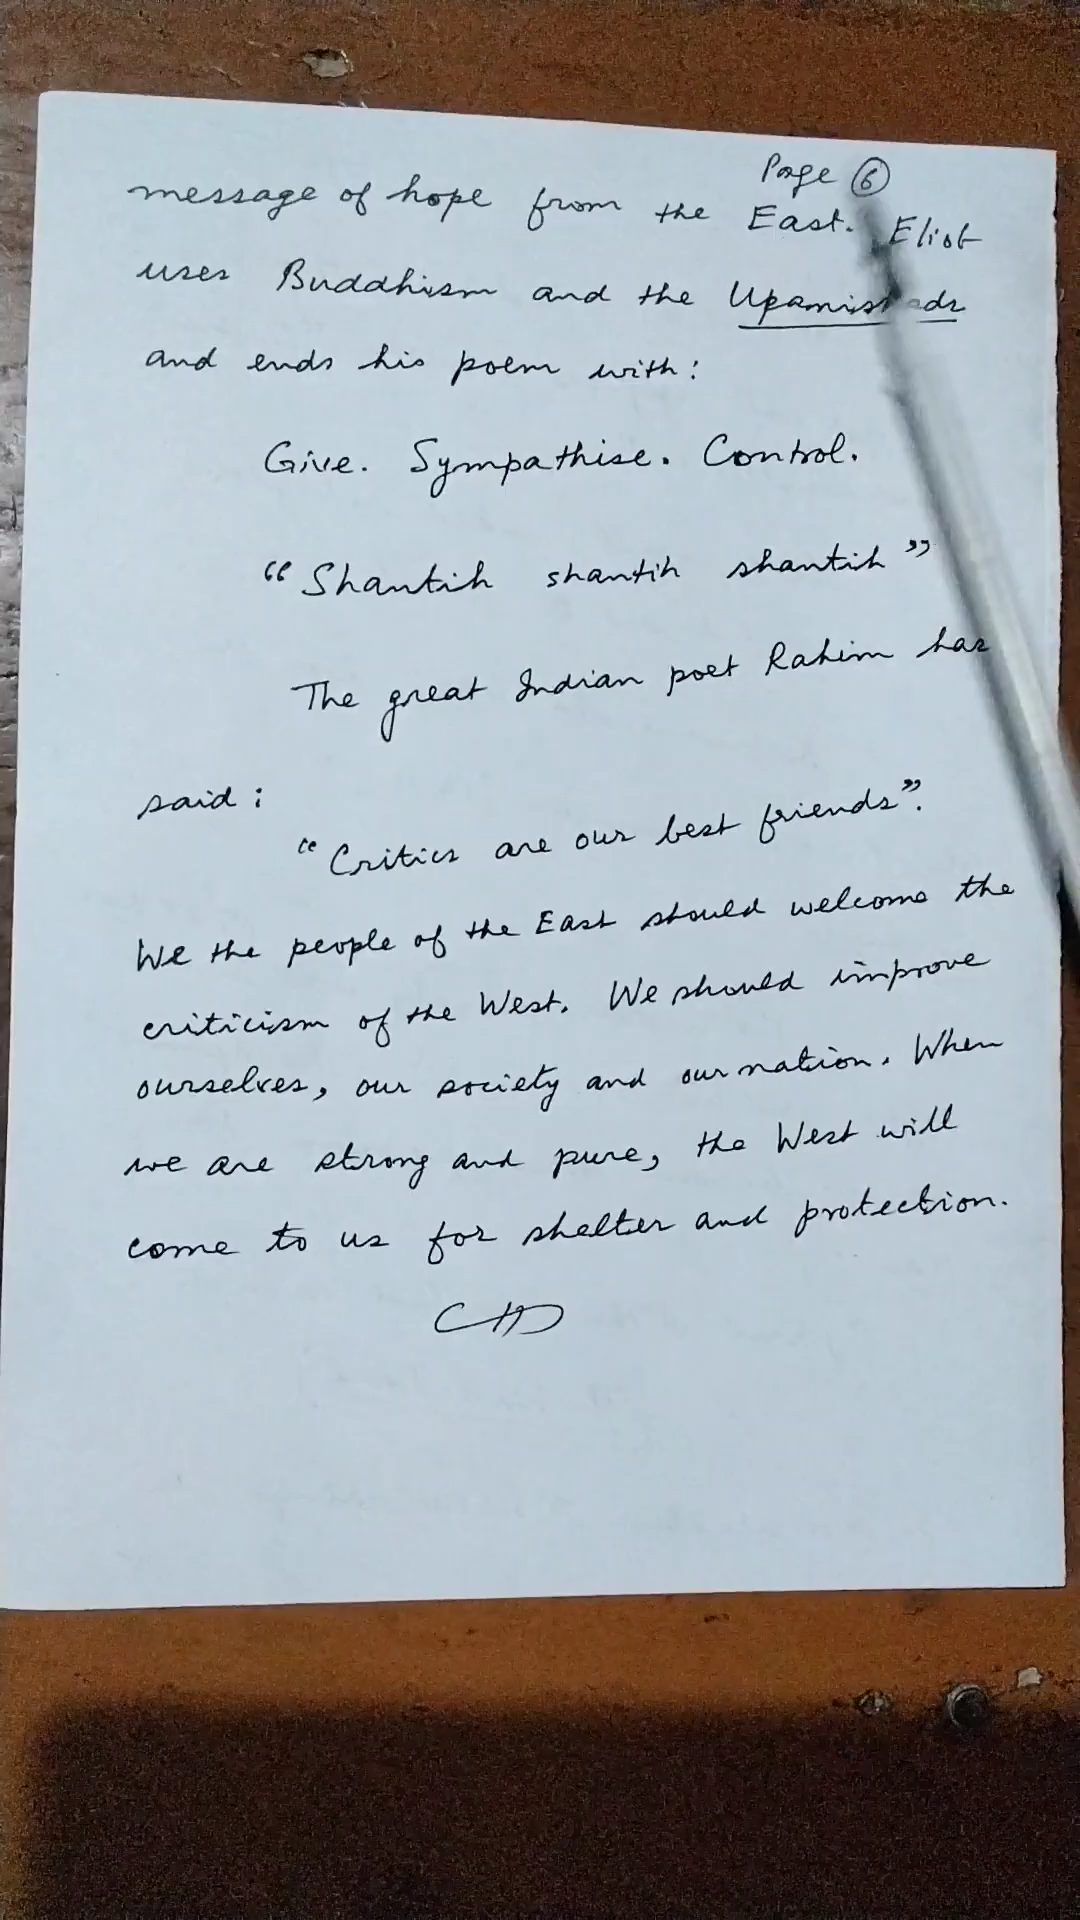 Page 6
message of hope from the East. Eliot
uses Buddhism and the Upanishads
and ends his poem with:
Give. Sympathise. Control.
"Shantih shantih shantih"
The great Indian poet Rahim has
said:
"Critics are our best friends".
We the people of the East should welcome the
criticism of the West. We should improve
ourselves, our society and our nation. When
we are strong and pure, the West will
come to us for shelter and protection.